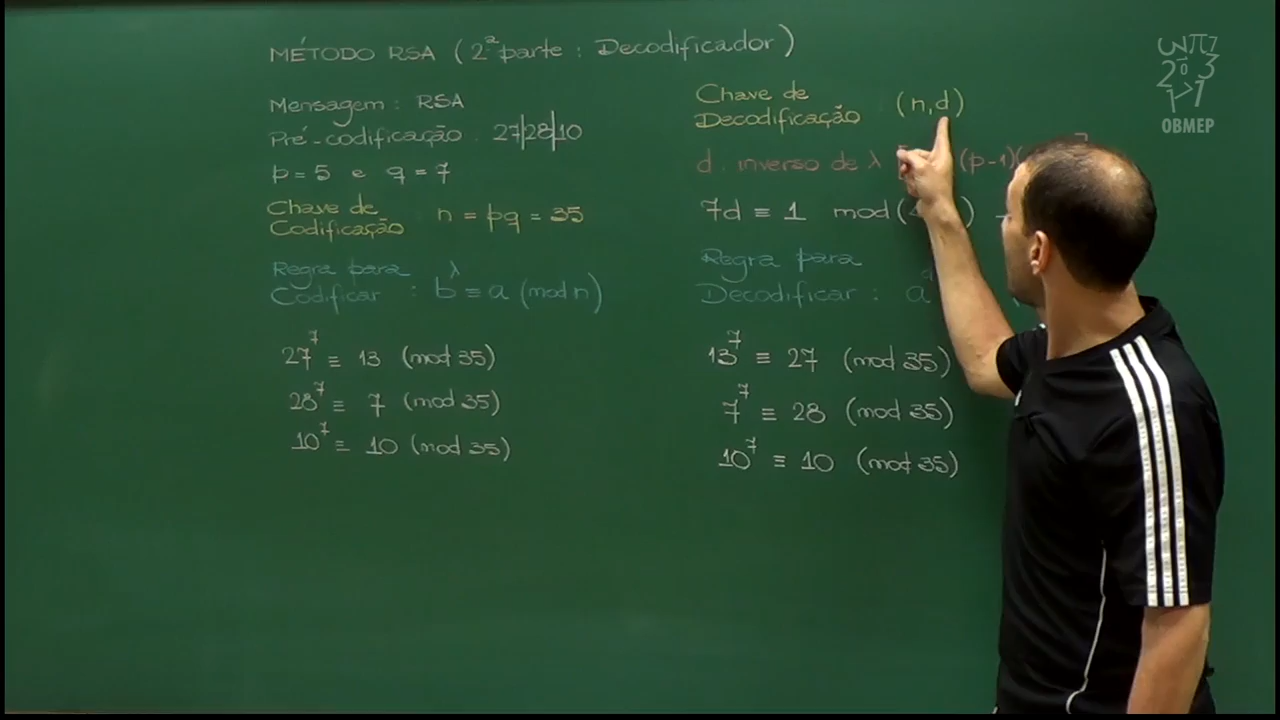 MÉTODO RSA (2ª parte : Decodificador)
Mensagem : RSA
Pré-codificação : 27|28|10
p = 5 e q = 7
Chave de
Codificação n = pq = 35
Regra para
Codificar : b^λ ≡ a (mod n)
27^7 ≡ 13 (mod 35)
28^7 ≡ 7 (mod 35)
10^7 ≡ 10 (mod 35)
Chave de
Decodificação (n,d)
d : inverso de λ (p-1)(
7d ≡ 1 mod(
Regra para
Decodificar : a
13^7 ≡ 27 (mod 35)
7^7 ≡ 28 (mod 35)
10^7 ≡ 10 (mod 35)
OBMEP